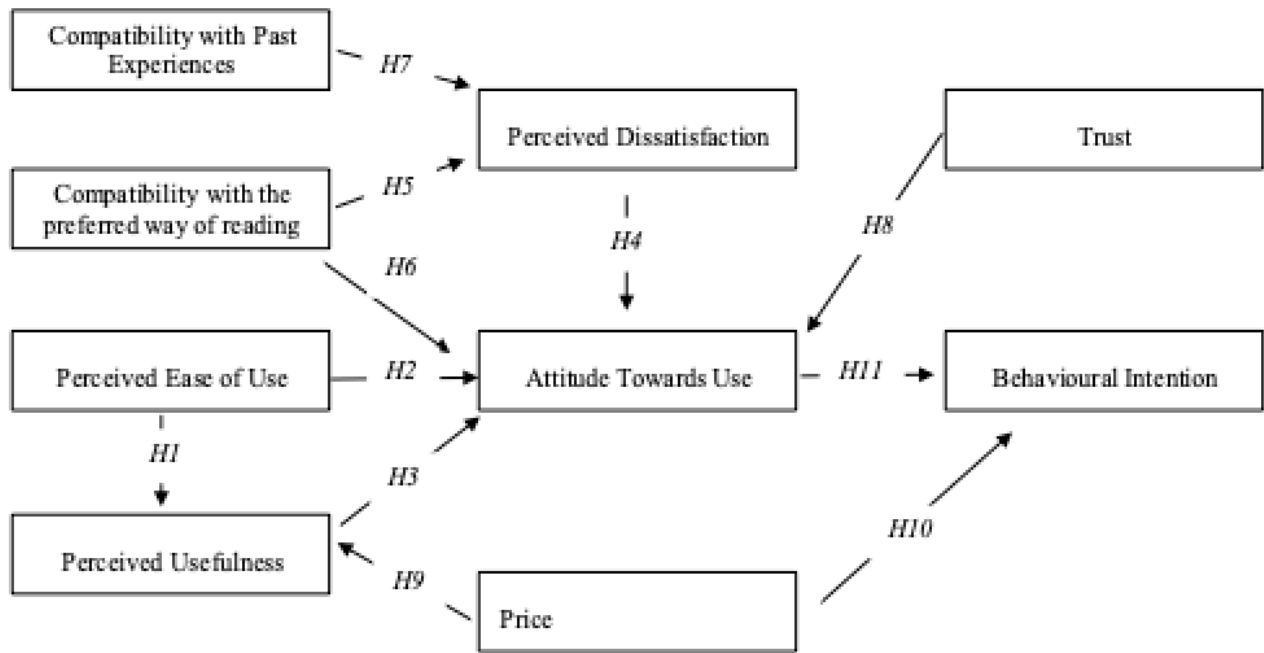 Compatibility with Past
Experiences
H7
Perceived Dissatisfaction
Trust
Compatibility with the
preferred way of reading
H5
H4
H8
H6
Perceived Ease of Use
H2
Attitude Towards Use
H11
Behavioural Intention
H1
H3
Perceived Usefulness
H9
H10
Price